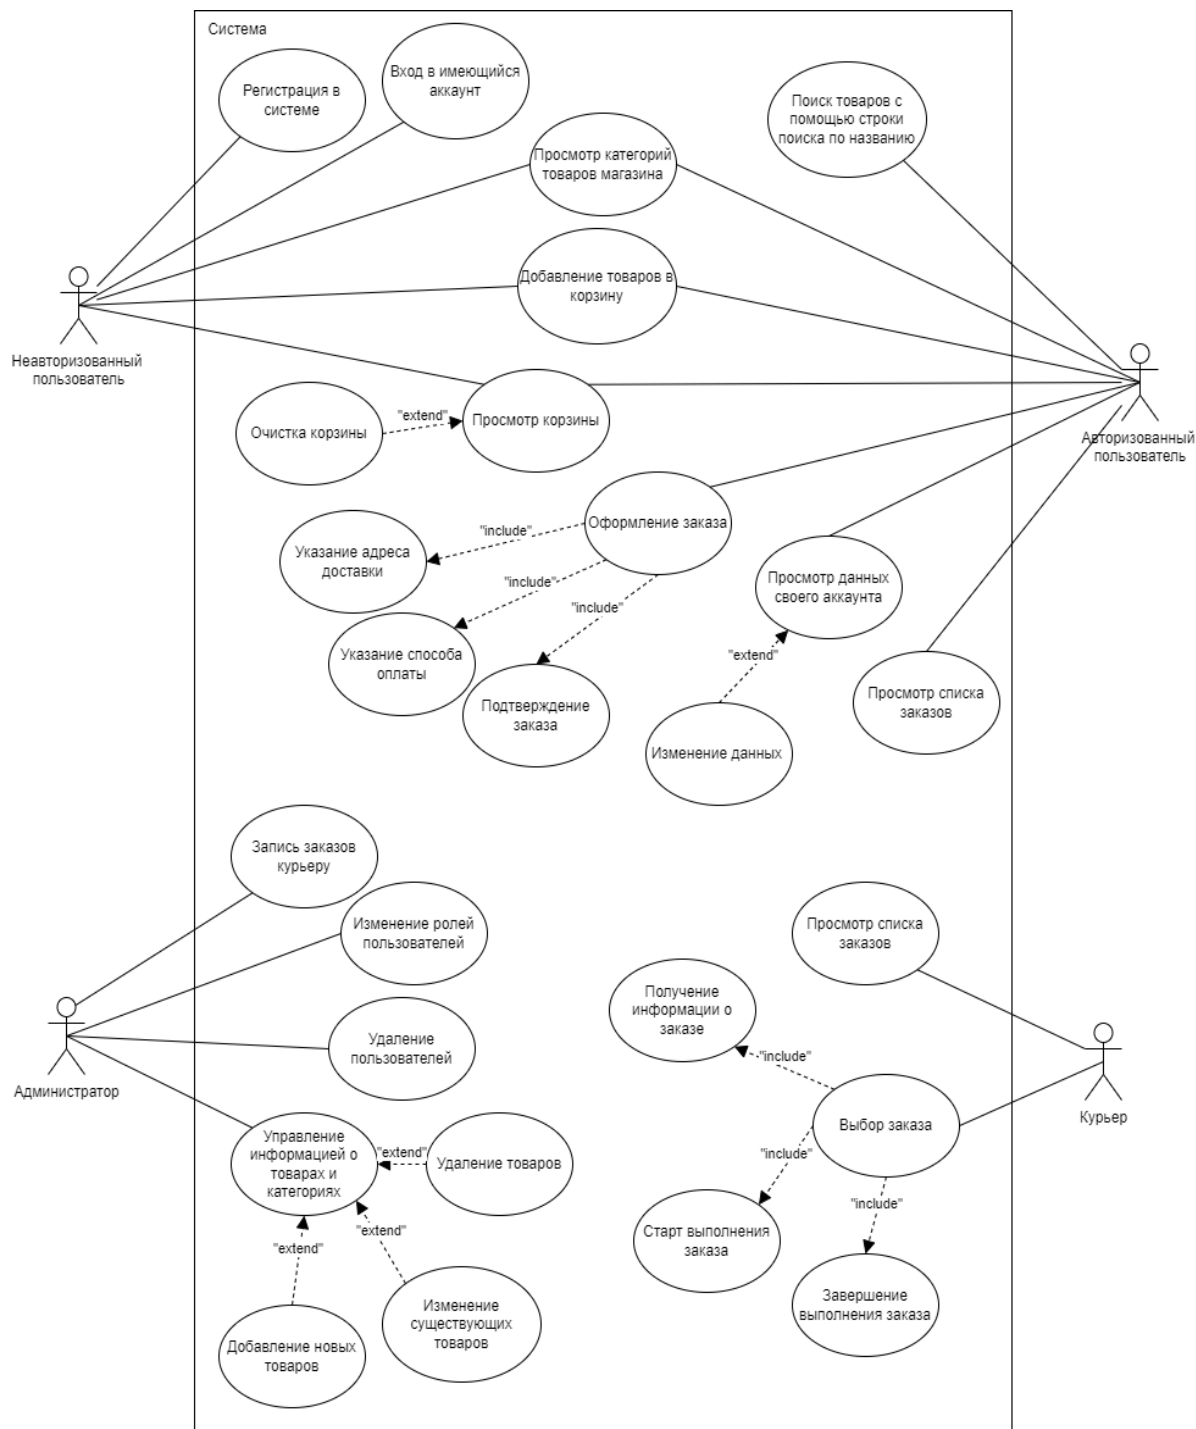 Система
Регистрация в
системе
Вход в имеющийся
аккаунт
Поиск товаров с
помощью строки
поиска по названию
Просмотр категорий
товаров магазина
Добавление товаров в
корзину
Неавторизованный
пользователь
Авторизованный
пользователь
Очистка корзины
"extend"
Просмотр корзины
Оформление заказа
"include"
Указание адреса
доставки
"include"
"include"
Просмотр данных
своего аккаунта
Указание способа
оплаты
"extend"
Подтверждение
заказа
Просмотр списка
заказов
Изменение данных
Запись заказов
курьеру
Изменение ролей
пользователей
Просмотр списка
заказов
Получение
информации о
заказе
Удаление
пользователей
"include"
Администратор
Курьер
Выбор заказа
Управление
информацией о
товарах и
категориях
"extend"
Удаление товаров
"include"
"include"
"extend"
"extend"
Старт выполнения
заказа
Завершение
выполнения заказа
Изменение
существующих
товаров
Добавление новых
товаров